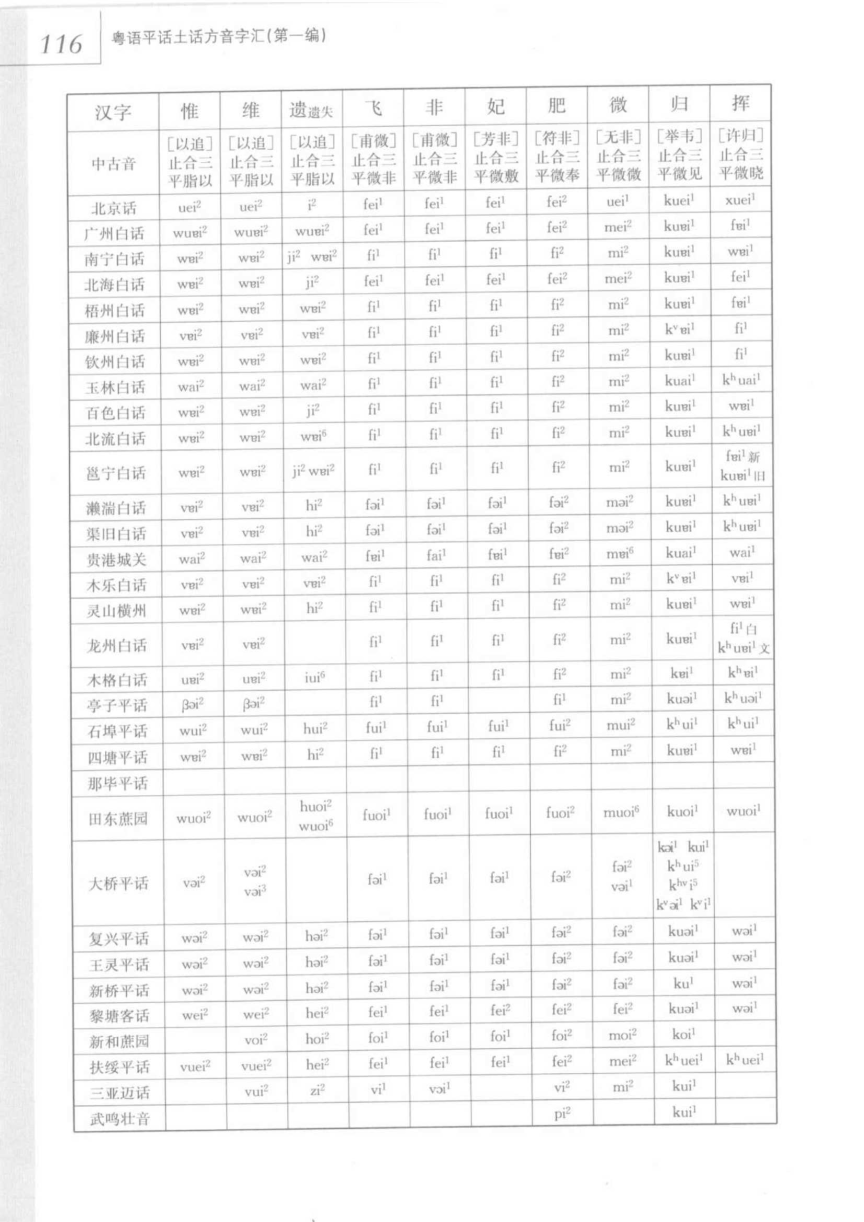 116 粤语平话土话方音字汇(第一编)
汉字 惟 维 遗遗失 飞 非 妃 肥 微 归 挥
中古音 [以追]止合三平脂以 [以追]止合三平脂以 [以追]止合三平脂以 [甫微]止合三平微非 [甫微]止合三平微非 [芳非]止合三平微敷 [符非]止合三平微奉 [无非]止合三平微微 [举韦]止合三平微见 [许归]止合三平微晓
北京话 uei² uei² i² fei¹ fei¹ fei¹ fei² uei¹ kuei¹ xuei¹
广州白话 wuɐi² wuɐi² wuɐi² fei¹ fei¹ fei¹ fei² mei² kuɐi¹ fɐi¹
南宁白话 wɐi² wɐi² ji² wɐi² fi¹ fi¹ fi¹ fi² mi² kuɐi¹ wɐi¹
北海白话 wɐi² wɐi² ji² fei¹ fei¹ fei¹ fei² mei² kuɐi¹ fei¹
梧州白话 wɐi² wɐi² wɐi² fi¹ fi¹ fi¹ fi² mi² kuɐi¹ fɐi¹
廉州白话 vɐi² vɐi² vɐi² fi¹ fi¹ fi¹ fi² mi² kᵛɐi¹ fi¹
钦州白话 wɐi² wɐi² wɐi² fi¹ fi¹ fi¹ fi² mi² kuɐi¹ fi¹
玉林白话 wai² wai² wai² fi¹ fi¹ fi¹ fi² mi² kuai¹ kʰuai¹
百色白话 wɐi² wɐi² ji² fi¹ fi¹ fi¹ fi² mi² kuɐi¹ wɐi¹
北流白话 wɐi² wɐi² wɐi⁶ fi¹ fi¹ fi¹ fi² mi² kuɐi¹ kʰuɐi¹
邕宁白话 wɐi² wɐi² ji² wɐi² fi¹ fi¹ fi¹ fi² mi² kuɐi¹ fɐi¹新 kuɐi¹旧
濑湍白话 vɐi² vɐi² hi² fəi¹ fəi¹ fəi¹ fəi² məi² kuɐi¹ kʰuɐi¹
渠旧白话 vɐi² vɐi² hi² fəi¹ fəi¹ fəi¹ fəi² məi² kuɐi¹ kʰuɐi¹
贵港城关 wai² wai² wai² fɐi¹ fai¹ fɐi¹ fɐi² mɐi⁶ kuai¹ wai¹
木乐白话 vɐi² vɐi² vɐi² fi¹ fi¹ fi¹ fi² mi² kᵛɐi¹ vɐi¹
灵山横州 wɐi² wɐi² hi² fi¹ fi¹ fi¹ fi² mi² kuɐi¹ wɐi¹
龙州白话 vɐi² vɐi² fi¹ fi¹ fi¹ fi² mi² kuɐi¹ fi¹白 kʰuɐi¹文
木格白话 uɐi² uɐi² iui⁶ fi¹ fi¹ fi¹ fi² mi² kɐi¹ kʰɐi¹
亭子平话 βəi² βəi² fi¹ fi¹ fi¹ mi² kuəi¹ kʰuəi¹
石埠平话 wui² wui² hui² fui¹ fui¹ fui¹ fui² mui² kʰui¹ kʰui¹
四塘平话 wɐi² wɐi² hi² fi¹ fi¹ fi¹ fi² mi² kuɐi¹ wɐi¹
那毕平话
田东蔗园 wuoi² wuoi² huoi² wuoi⁶ fuoi¹ fuoi¹ fuoi¹ fuoi² muoi⁶ kuoi¹ wuoi¹
大桥平话 vəi² vəi² vəi³ fəi¹ fəi¹ fəi¹ fəi² fəi² vəi¹ kəi¹ kui¹ kʰui⁵ kʰᵛi⁵ kᵛəi¹ kᵛi¹
复兴平话 wəi² wəi² həi² fəi¹ fəi¹ fəi¹ fəi² fəi² kuəi¹ wəi¹
王灵平话 wəi² wəi² həi² fəi¹ fəi¹ fəi¹ fəi² fəi² kuəi¹ wəi¹
新桥平话 wəi² wəi² həi² fəi¹ fəi¹ fəi¹ fəi² fəi² ku¹ wəi¹
黎塘客话 wei² wei² hei² fei¹ fei¹ fei² fei² fei² kuəi¹ wəi¹
新和蔗园 voi² hoi² foi¹ foi¹ foi¹ foi² moi² koi¹
扶绥平话 vuei² vuei² hei² fei¹ fei¹ fei¹ fei² mei² kʰuei¹ kʰuei¹
三亚迈话 vui² zi² vi¹ vɔi¹ vi² mi² kui¹
武鸣壮音 pi² kui¹